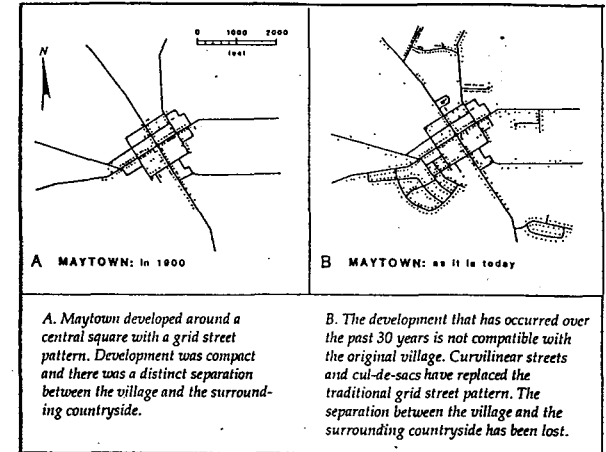 0 1000 2000
feet
N
A MAYTOWN: in 1900
B MAYTOWN: as it is today
A. Maytown developed around a
central square with a grid street
pattern. Development was compact
and there was a distinct separation
between the village and the surround-
ing countryside.
B. The development that has occurred over
the past 30 years is not compatible with
the original village. Curvilinear streets
and cul-de-sacs have replaced the
traditional grid street pattern. The
separation between the village and the
surrounding countryside has been lost.